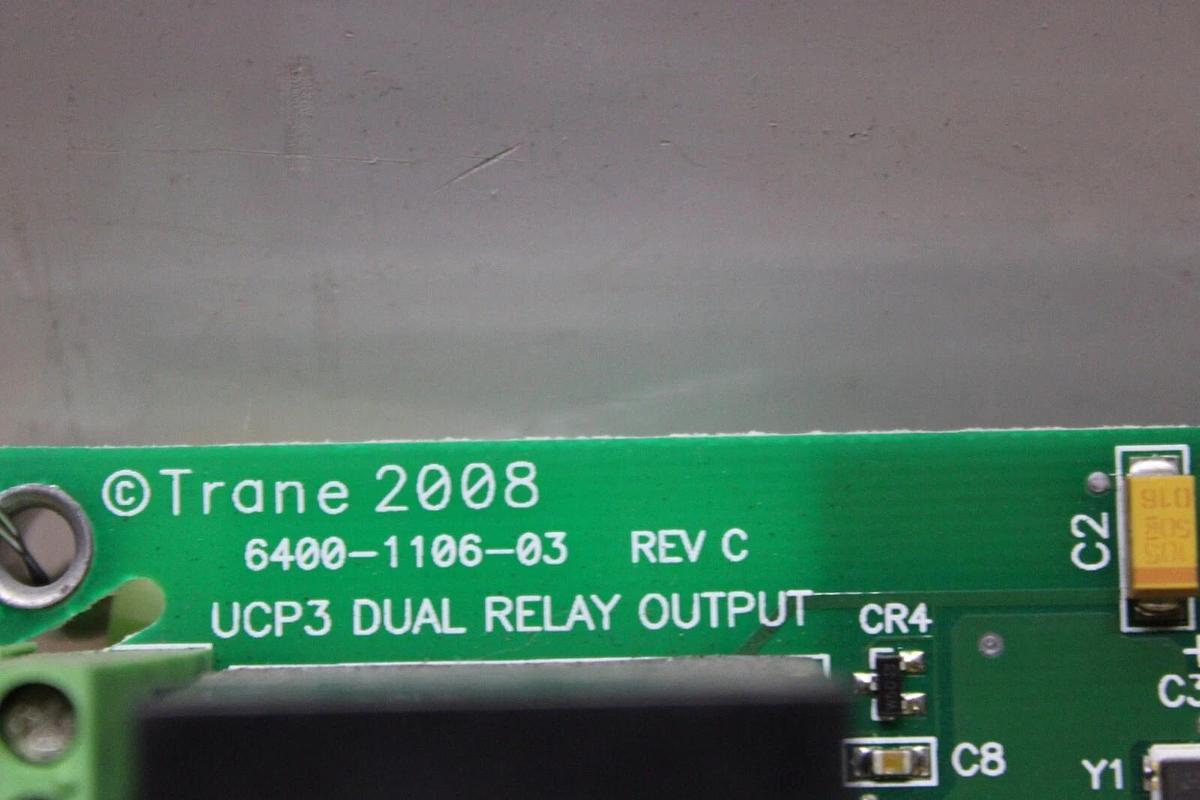 ©Trane 2008
6400-1106-03 REV C
UCP3 DUAL RELAY OUTPUT
C2
CR4
C3
C8
Y1